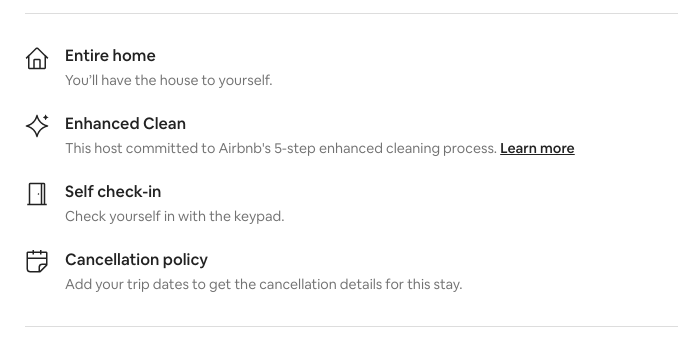 Entire home
You'll have the house to yourself.
Enhanced Clean
This host committed to Airbnb's 5-step enhanced cleaning process. Learn more
Self check-in
Check yourself in with the keypad.
Cancellation policy
Add your trip dates to get the cancellation details for this stay.